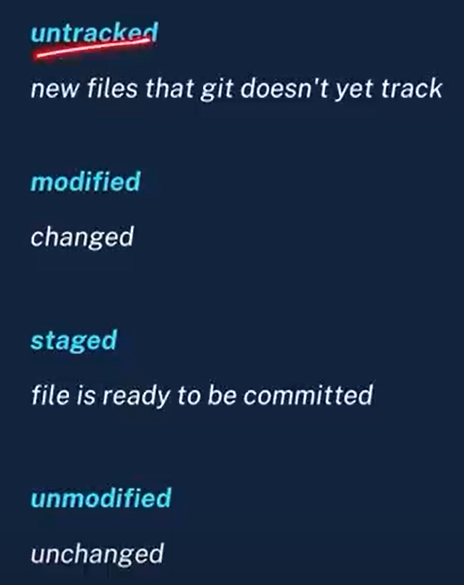 untracked
new files that git doesn't yet track
modified
changed
staged
file is ready to be committed
unmodified
unchanged